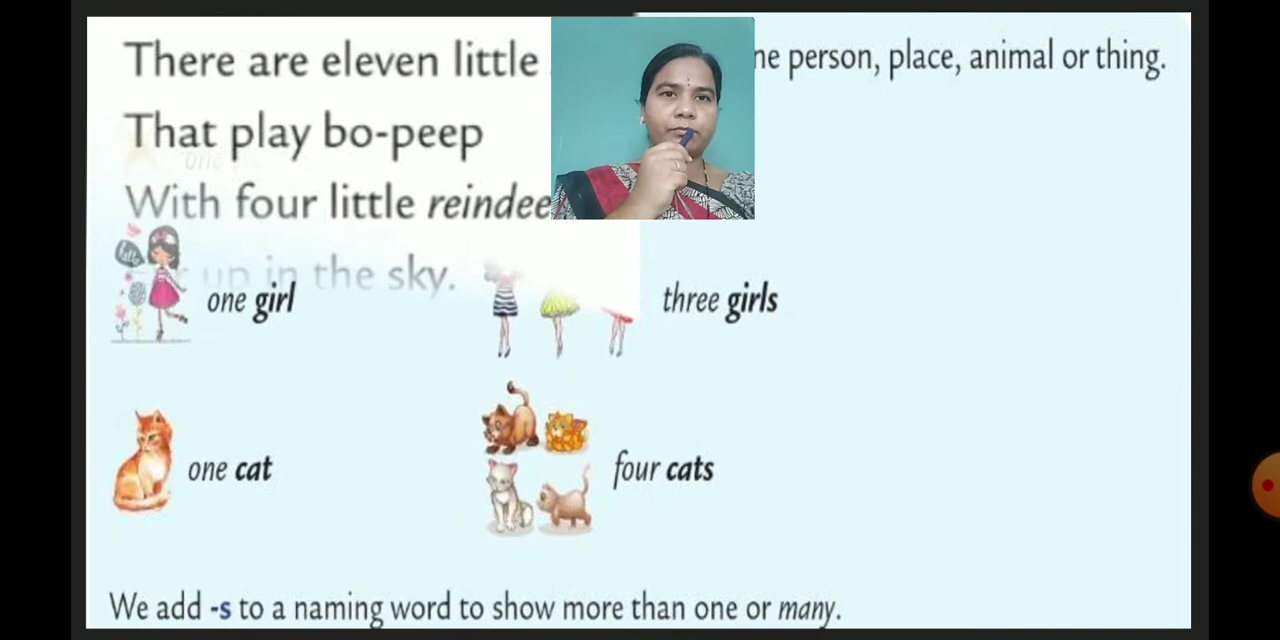 There are eleven little
ne person, place, animal or thing.
That play bo-peep
one
With four little reindee
up in the sky.
one girl
three girls
one cat
four cats
We add -s to a naming word to show more than one or many.